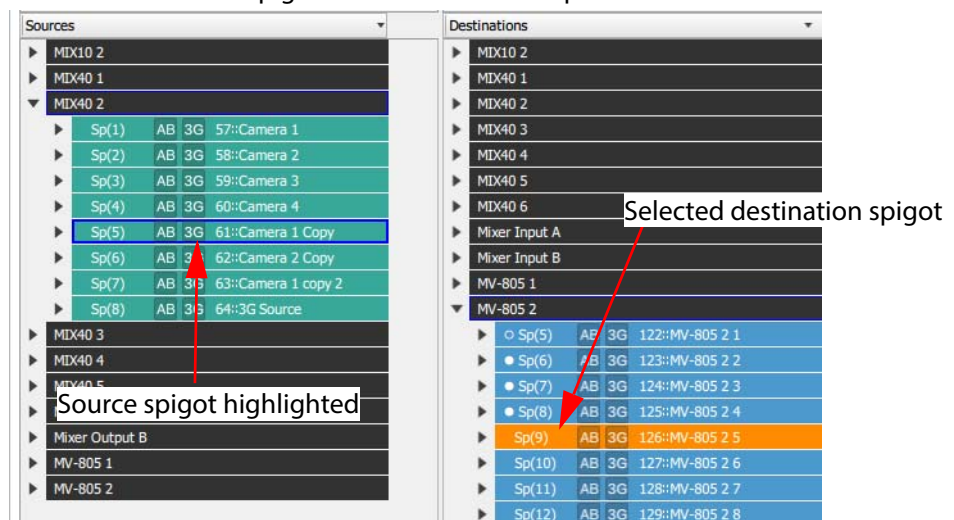 Sources
MIX10 2
MIX40 1
MIX40 2
Sp(1) AB 3G 57::Camera 1
Sp(2) AB 3G 58::Camera 2
Sp(3) AB 3G 59::Camera 3
Sp(4) AB 3G 60::Camera 4
Sp(5) AB 3G 61::Camera 1 Copy
Sp(6) AB 3G 62::Camera 2 Copy
Sp(7) AB 3G 63::Camera 1 copy 2
Sp(8) AB 3G 64::3G Source
MIX40 3
MIX40 4
MIX40 5
Source spigot highlighted
Mixer Output B
MV-805 1
MV-805 2
Destinations
MIX10 2
MIX40 1
MIX40 2
MIX40 3
MIX40 4
MIX40 5
MIX40 6
Selected destination spigot
Mixer Input A
Mixer Input B
MV-805 1
MV-805 2
Sp(5) AB 3G 122::MV-805 2 1
Sp(6) AB 3G 123::MV-805 2 2
Sp(7) AB 3G 124::MV-805 2 3
Sp(8) AB 3G 125::MV-805 2 4
Sp(9) AB 3G 126::MV-805 2 5
Sp(10) AB 3G 127::MV-805 2 6
Sp(11) AB 3G 128::MV-805 2 7
Sp(12) AB 3G 129::MV-805 2 8